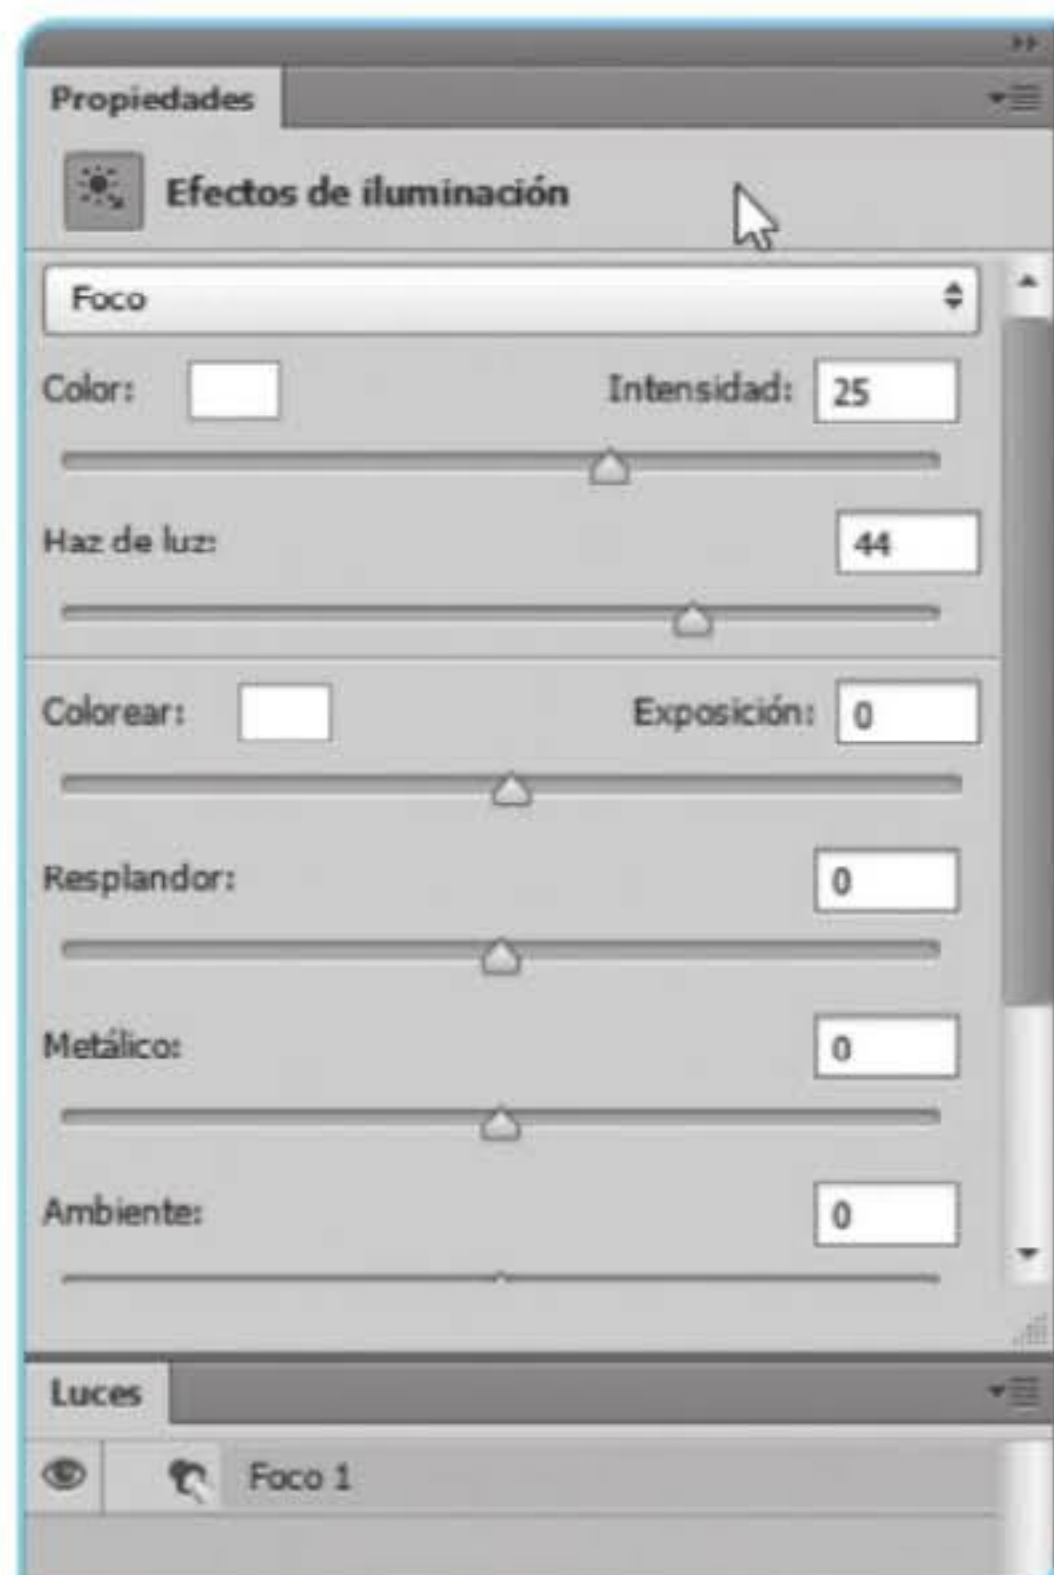 Propiedades
Efectos de iluminación
Foco
Color: Intensidad: 25
Haz de luz: 44
Colorear: Exposición: 0
Resplandor: 0
Metálico: 0
Ambiente: 0
Luces
Foco 1